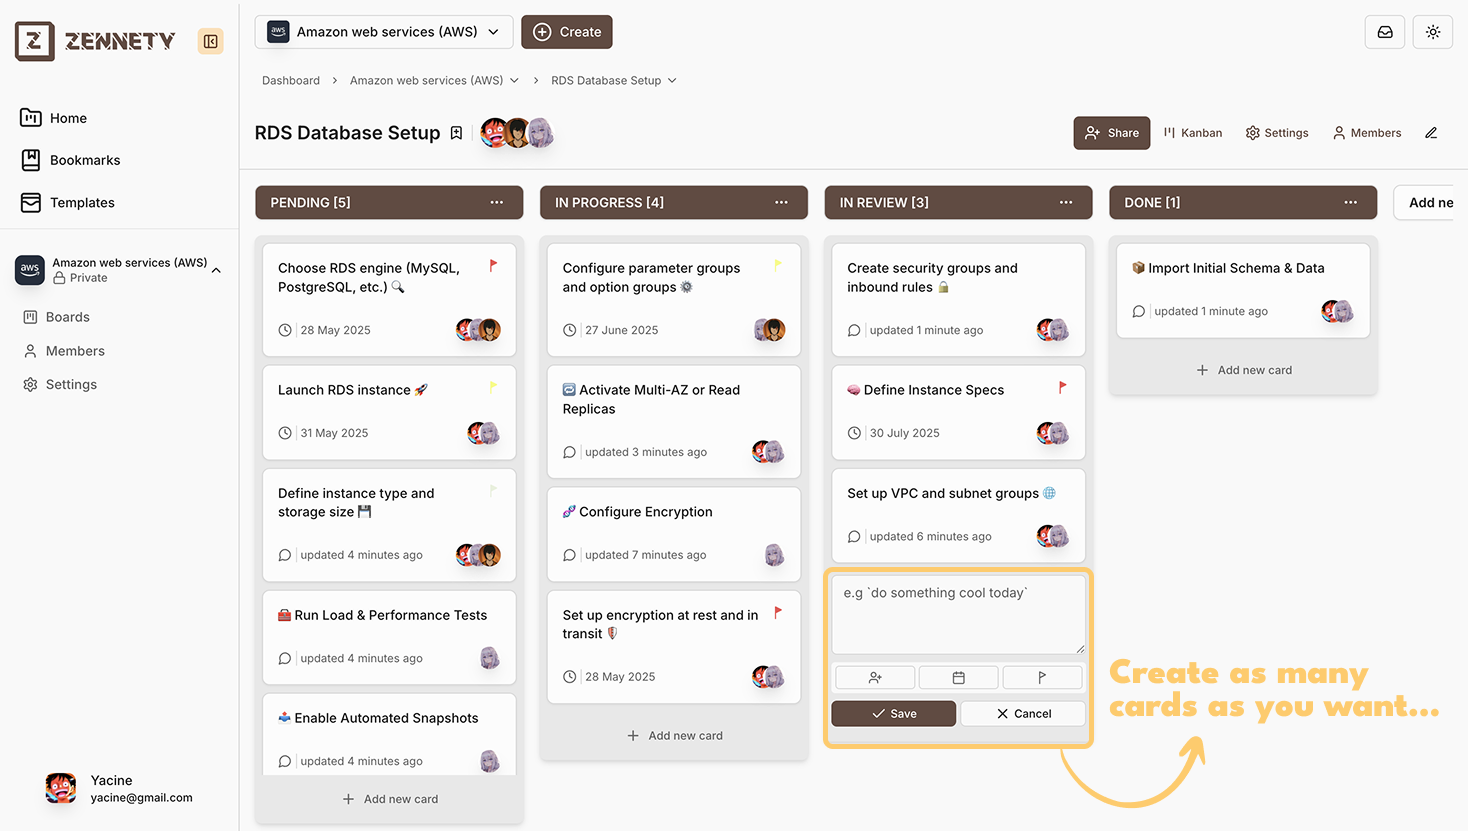 Z ZENNETY
aws Amazon web services (AWS)
Create
Dashboard > Amazon web services (AWS) > RDS Database Setup
Home
Bookmarks
Templates
aws Amazon web services (AWS)
Private
Boards
Members
Settings
Yacine
yacine@gmail.com
RDS Database Setup
Share
Kanban
Settings
Members
PENDING [5]
Choose RDS engine (MySQL,
PostgreSQL, etc.) 🔍
28 May 2025
Launch RDS instance 🚀
31 May 2025
Define instance type and
storage size 💾
updated 4 minutes ago
🧰 Run Load & Performance Tests
updated 4 minutes ago
📤 Enable Automated Snapshots
updated 4 minutes ago
+ Add new card
IN PROGRESS [4]
Configure parameter groups
and option groups ⚙️
27 June 2025
🔁 Activate Multi-AZ or Read
Replicas
updated 3 minutes ago
🧬 Configure Encryption
updated 7 minutes ago
Set up encryption at rest and in
transit 🛡️
28 May 2025
+ Add new card
IN REVIEW [3]
Create security groups and
inbound rules 🔒
updated 1 minute ago
🧠 Define Instance Specs
30 July 2025
Set up VPC and subnet groups 🌐
updated 6 minutes ago
e.g `do something cool today`
Save
Cancel
DONE [1]
📦 Import Initial Schema & Data
updated 1 minute ago
+ Add new card
Add ne
Create as many
cards as you want...